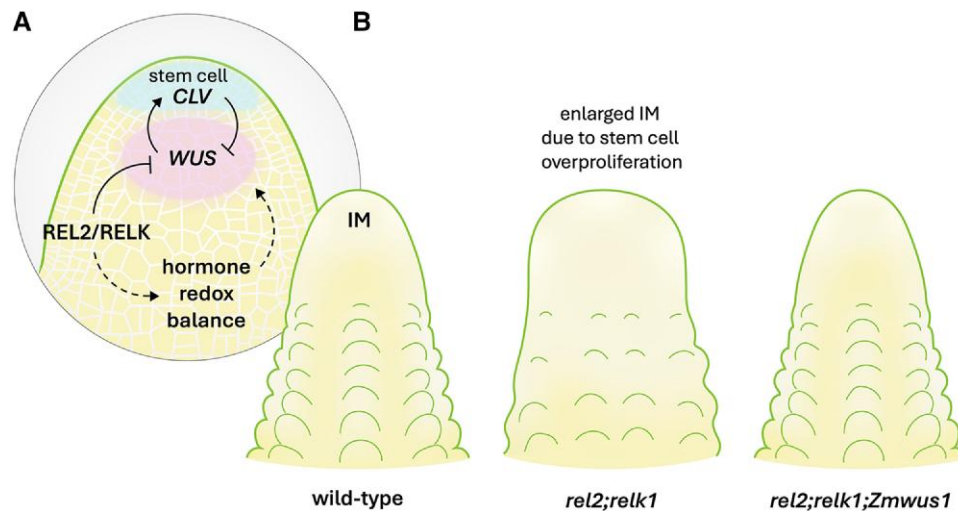 A
B
stem cell
CLV
WUS
REL2/RELK
hormone
redox
balance
IM
enlarged IM
due to stem cell
overproliferation
wild-type
rel2;relk1
rel2;relk1;Zmwus1